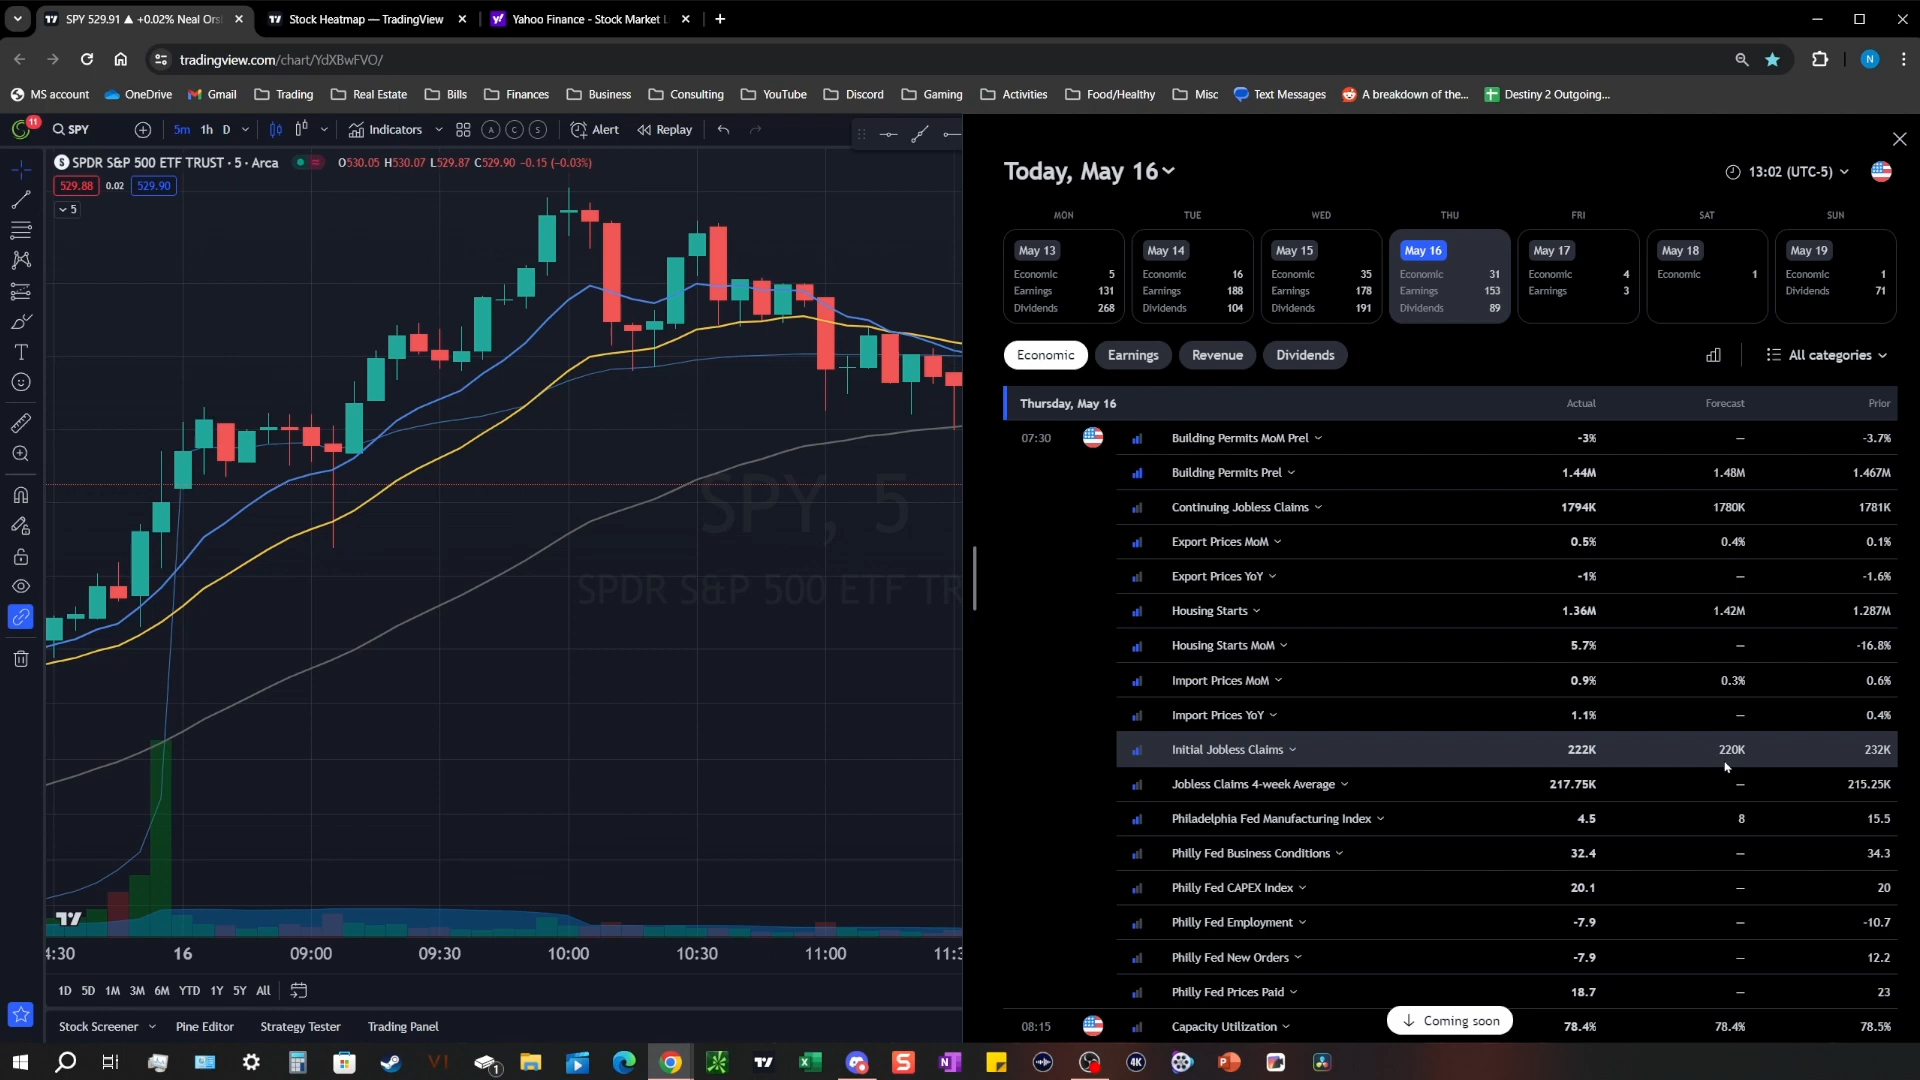 SPY 529.91 ▲ +0.02% Neal Ors
Stock Heatmap — TradingView
Yahoo Finance - Stock Market L
tradingview.com/chart/YdXBwFVO/
N
MS account
OneDrive
Gmail
Trading
Real Estate
Bills
Finances
Business
Consulting
YouTube
Discord
Gaming
Activities
Food/Healthy
Misc
Text Messages
A breakdown of the...
Destiny 2 Outgoing...
11
SPY
5m 1h D
Indicators
A C S
Alert
Replay
SPDR S&P 500 ETF TRUST · 5 · Arca
O530.05 H530.07 L529.87 C529.90 -0.15 (-0.03%)
529.88 0.02 529.90
5
SPY, 5
SPDR S&P 500 ETF TR
4:30 16 09:00 09:30 10:00 10:30 11:00 11:3
1D 5D 1M 3M 6M YTD 1Y 5Y All
Stock Screener
Pine Editor
Strategy Tester
Trading Panel
Today, May 16
13:02 (UTC-5)
MON TUE WED THU FRI SAT SUN
May 13
Economic 5
Earnings 131
Dividends 268
May 14
Economic 16
Earnings 188
Dividends 104
May 15
Economic 35
Earnings 178
Dividends 191
May 16
Economic 31
Earnings 153
Dividends 89
May 17
Economic 4
Earnings 3
May 18
Economic 1
May 19
Economic 1
Dividends 71
Economic
Earnings
Revenue
Dividends
All categories
Thursday, May 16 Actual Forecast Prior
07:30 Building Permits MoM Prel -3% — -3.7%
Building Permits Prel 1.44M 1.48M 1.467M
Continuing Jobless Claims 1794K 1780K 1781K
Export Prices MoM 0.5% 0.4% 0.1%
Export Prices YoY -1% — -1.6%
Housing Starts 1.36M 1.42M 1.287M
Housing Starts MoM 5.7% — -16.8%
Import Prices MoM 0.9% 0.3% 0.6%
Import Prices YoY 1.1% — 0.4%
Initial Jobless Claims 222K 220K 232K
Jobless Claims 4-week Average 217.75K — 215.25K
Philadelphia Fed Manufacturing Index 4.5 8 15.5
Philly Fed Business Conditions 32.4 — 34.3
Philly Fed CAPEX Index 20.1 — 20
Philly Fed Employment -7.9 — -10.7
Philly Fed New Orders -7.9 — 12.2
Philly Fed Prices Paid 18.7 — 23
08:15 Capacity Utilization 78.4% 78.4% 78.5%
Coming soon
1
4K